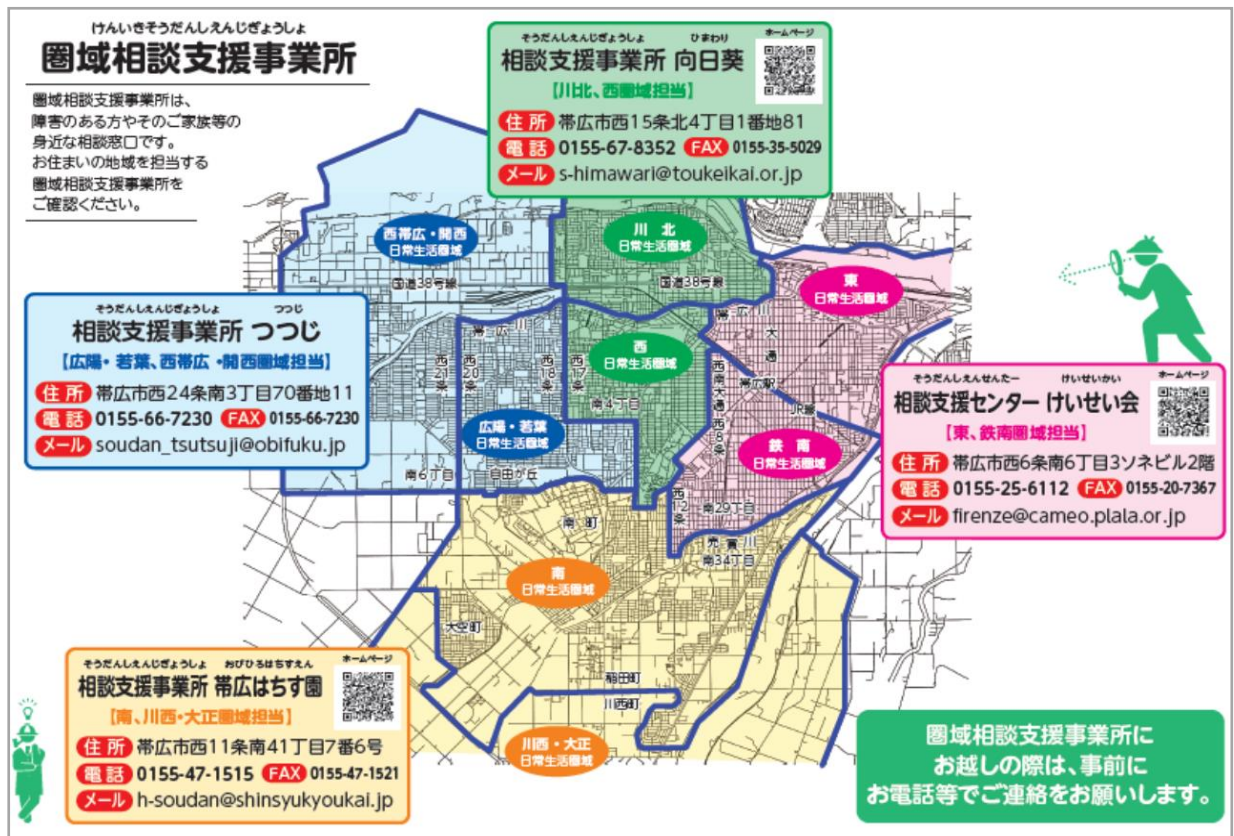 けんいきそうだんしえんじぎょうしょ
圏域相談支援事業所
圏域相談支援事業所は、
障害のある方やそのご家族等の
身近な相談窓口です。
お住まいの地域を担当する
圏域相談支援事業所を
ご確認ください。
そうだんしえんじぎょうしょ ひまわり ホームページ
相談支援事業所 向日葵
【川北、西圏域担当】
住所 帯広市西15条北4丁目1番地81
電話 0155-67-8352 FAX 0155-35-5029
メール s-himawari@toukeikai.or.jp
西帯広・開西
日常生活圏域
川北
日常生活圏域
国道38号線
国道38号線
東
日常生活圏域
そうだんしえんじぎょうしょ つつじ
相談支援事業所 つつじ
【広陽・若葉、西帯広・開西圏域担当】
住所 帯広市西24条南3丁目70番地11
電話 0155-66-7230 FAX 0155-66-7230
メール soudan_tsutsuji@obifuku.jp
帯広川
西21条
西20条
西18条
西17条
西
日常生活圏域
南4丁目
帯広川
大通
西南大通
西8条
帯広駅
JR線
広陽・若葉
日常生活圏域
鉄南
日常生活圏域
南6丁目
自由が丘
西12条
南29丁目
売買川
南34丁目
そうだんしえんせんたー けいせいかい ホームページ
相談支援センター けいせい会
【東、鉄南圏域担当】
住所 帯広市西6条南6丁目3ソネビル2階
電話 0155-25-6112 FAX 0155-20-7367
メール firenze@cameo.plala.or.jp
南町
南
日常生活圏域
大空町
稲田町
川西町
川西・大正
日常生活圏域
そうだんしえんじぎょうしょ おびひろはちすえん ホームページ
相談支援事業所 帯広はちす園
【南、川西・大正圏域担当】
住所 帯広市西11条南41丁目7番6号
電話 0155-47-1515 FAX 0155-47-1521
メール h-soudan@shinsyukyoukai.jp
圏域相談支援事業所に
お越しの際は、事前に
お電話等でご連絡をお願いします。